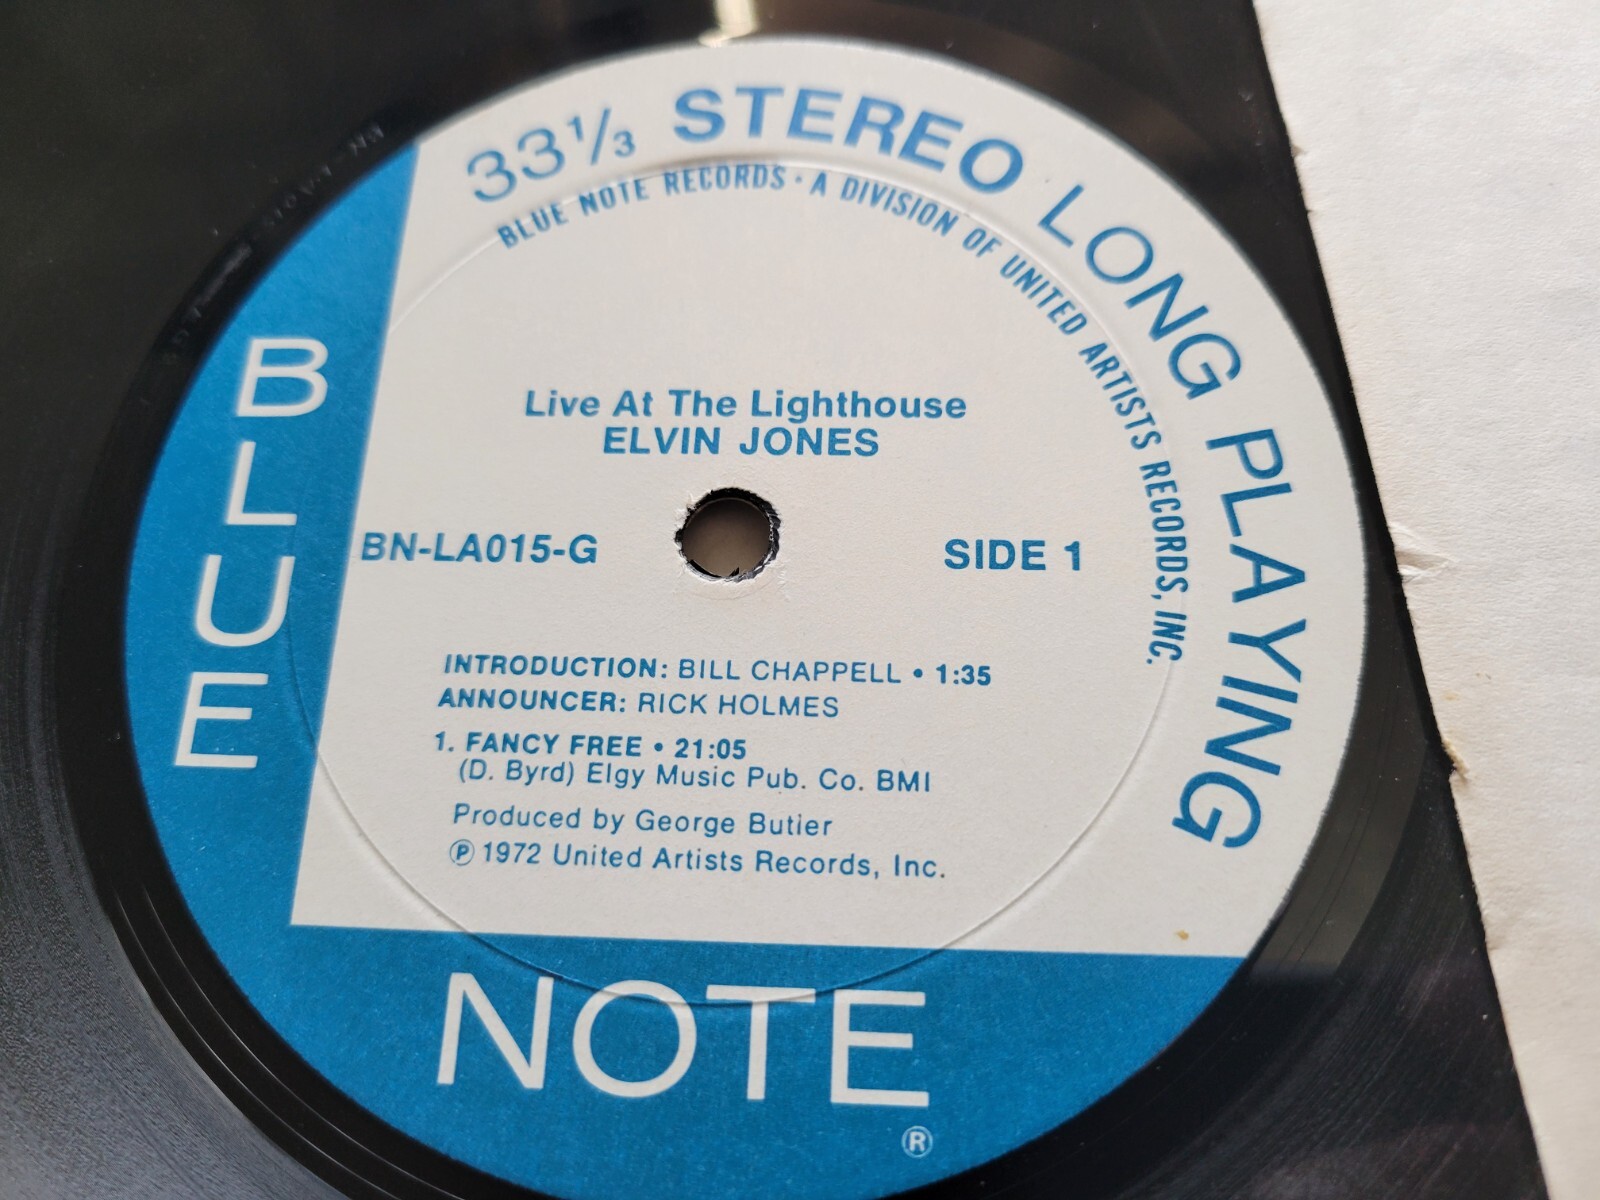 33⅓ STEREO LONG PLAYING
BLUE NOTE RECORDS · A DIVISION OF UNITED ARTISTS RECORDS, INC.
Live At The Lighthouse
ELVIN JONES
BN-LA015-G
SIDE 1
INTRODUCTION: BILL CHAPPELL • 1:35
ANNOUNCER: RICK HOLMES
1. FANCY FREE • 21:05
(D. Byrd) Elgy Music Pub. Co. BMI
Produced by George Butier
℗ 1972 United Artists Records, Inc.
BLUE
NOTE
®